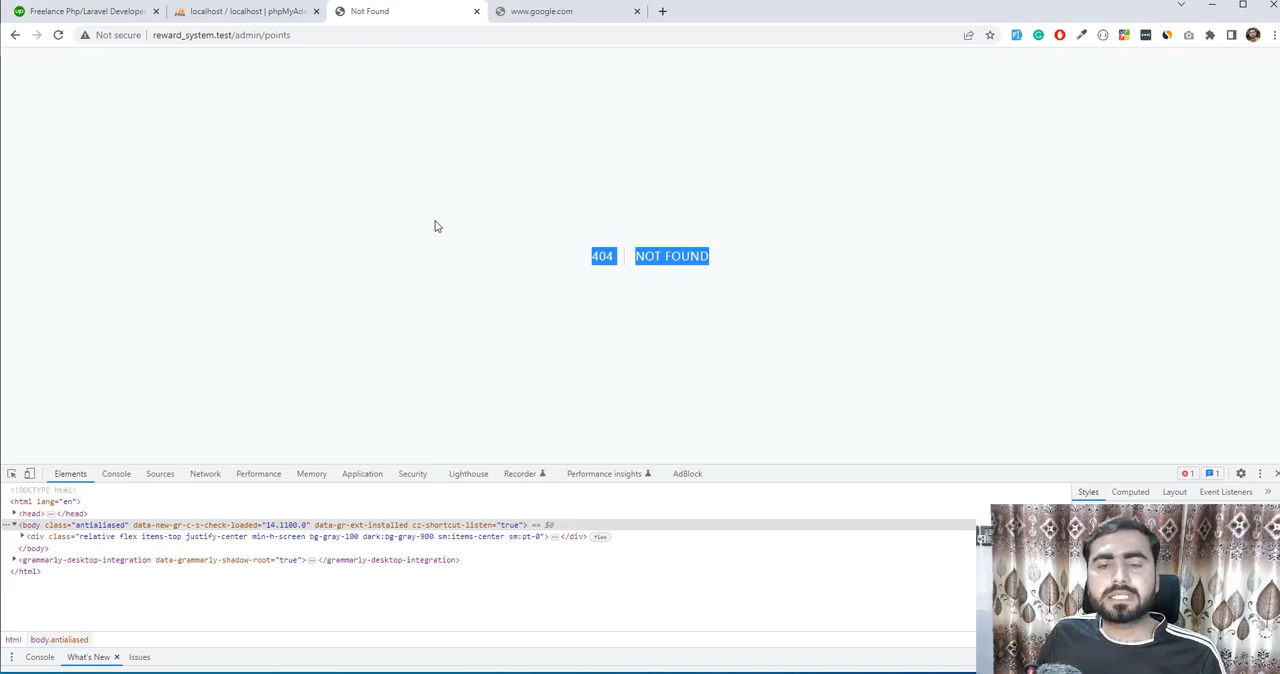 Freelance Php/Laravel Developer
localhost / localhost | phpMyAdr
Not Found
www.google.com
Not secure
reward_system.test/admin/points
404
NOT FOUND
Elements
Console
Sources
Network
Performance
Memory
Application
Security
Lighthouse
Recorder
Performance insights
AdBlock
1
1
<!DOCTYPE html>
<html lang="en">
<head>…</head>
<body class="antialiased" data-new-gr-c-s-check-loaded="14.1100.0" data-gr-ext-installed cz-shortcut-listen="true"> == $0
<div class="relative flex items-top justify-center min-h-screen bg-gray-100 dark:bg-gray-900 sm:items-center sm:pt-0">…</div> flex
</body>
<grammarly-desktop-integration data-grammarly-shadow-root="true">…</grammarly-desktop-integration>
</html>
Styles
Computed
Layout
Event Listeners
html
body.antialiased
Console
What's New
Issues